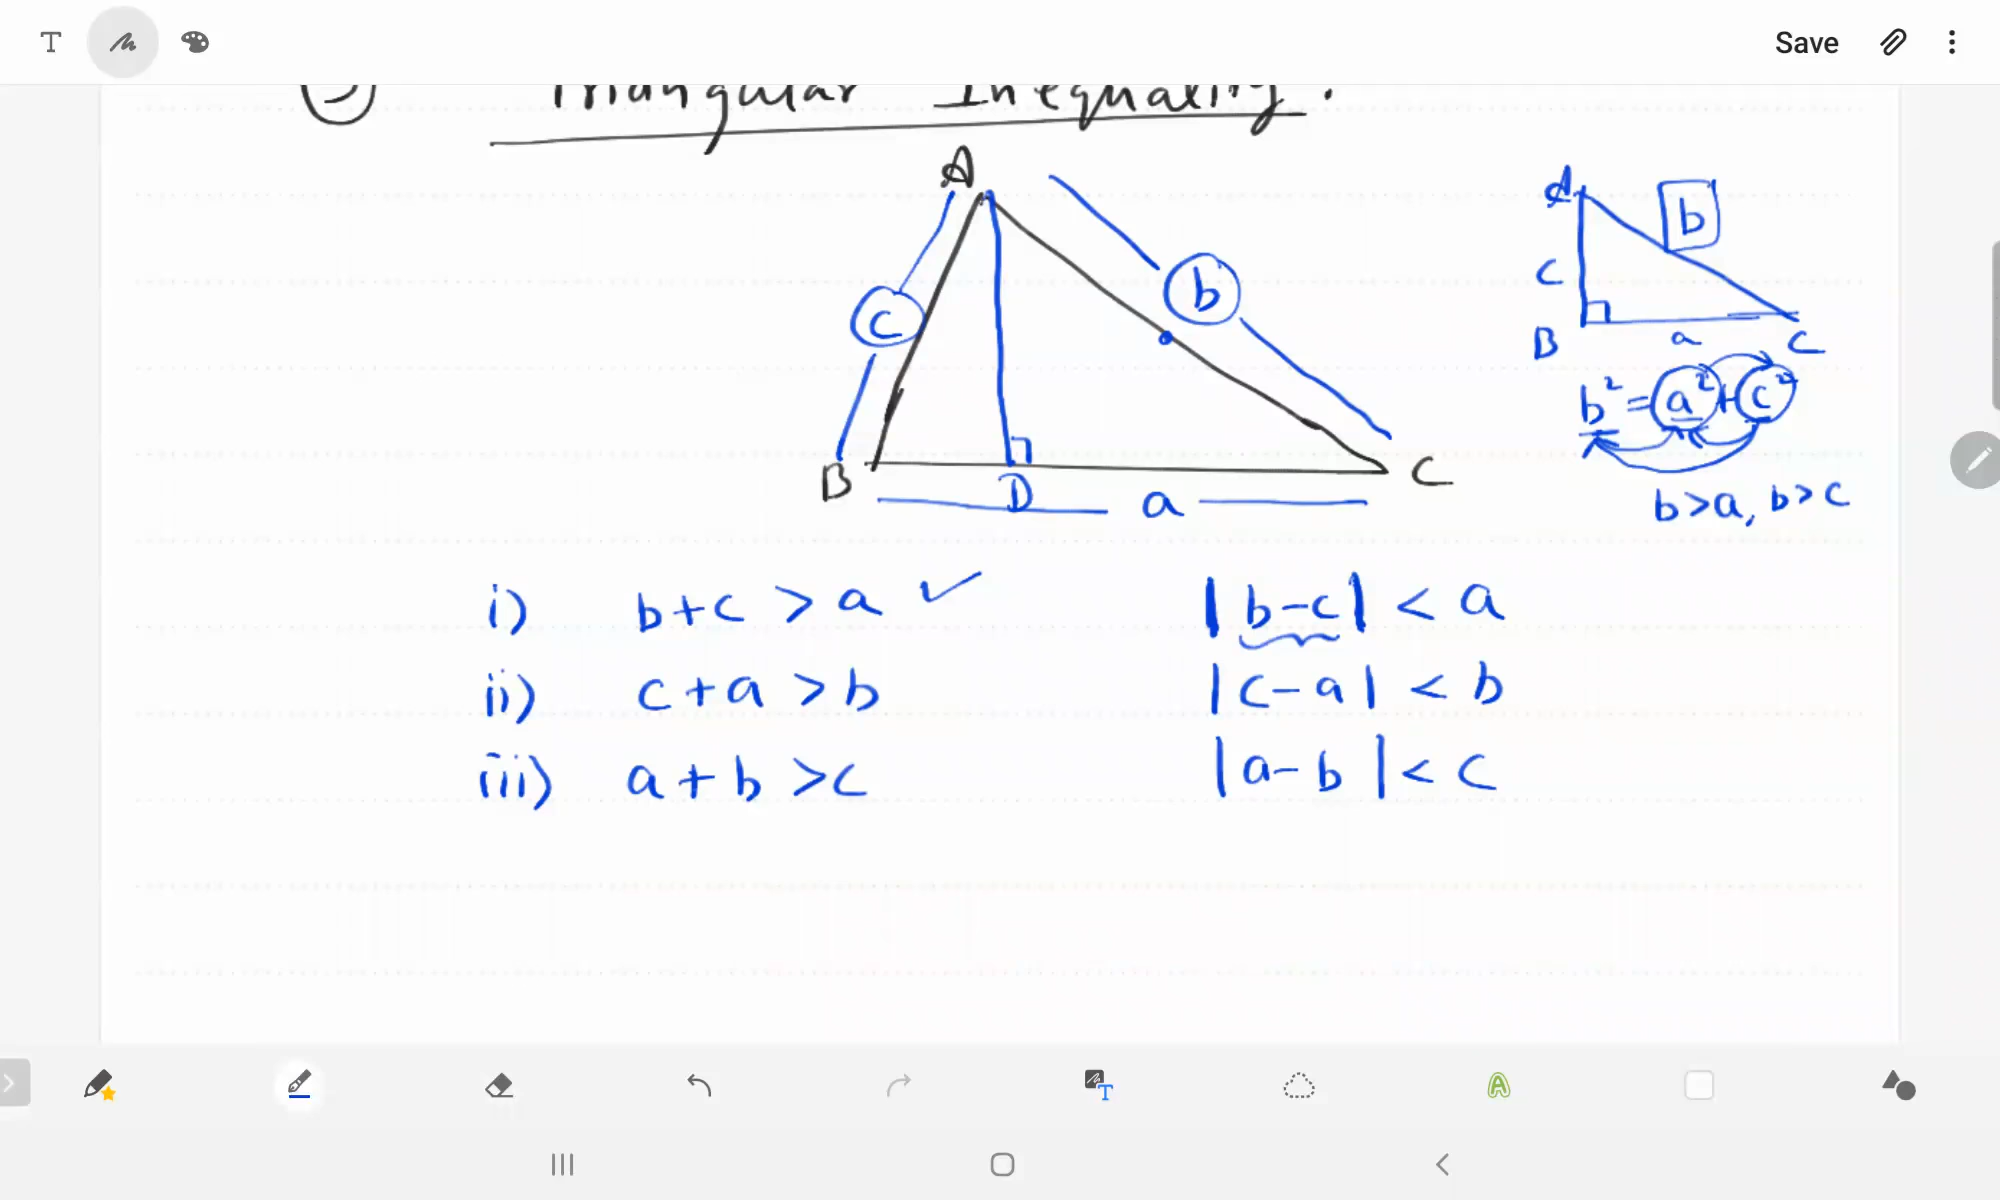 T
Save
Triangular Inequality.
A
c
b
B
D
a
C
A
b
c
B
a
C
b² = a² + c²
b>a, b>c
i) b+c > a ✓ |b-c| < a
ii) c+a >b |c-a| < b
iii) a+b >c |a-b| < c
T
A